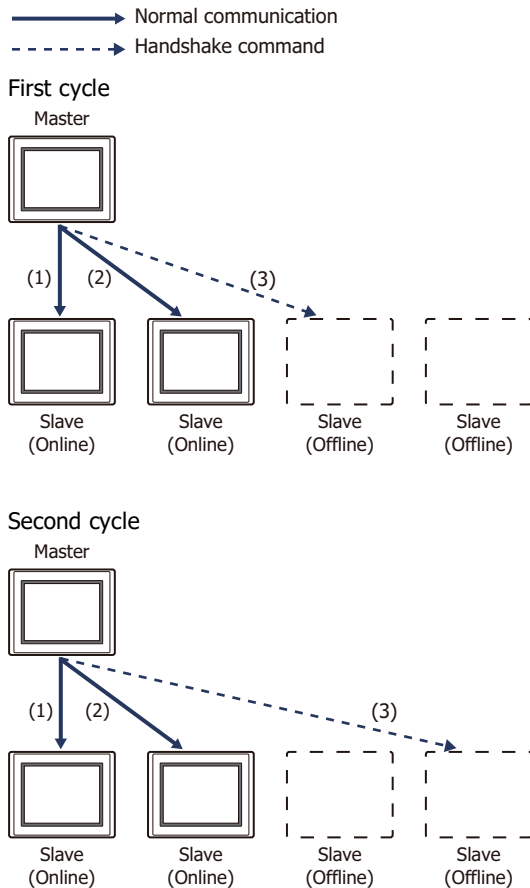 Normal communication
Handshake command
First cycle
Master
(1) (2) (3)
Slave Slave Slave Slave
(Online) (Online) (Offline) (Offline)
Second cycle
Master
(1) (2) (3)
Slave Slave Slave Slave
(Online) (Online) (Offline) (Offline)